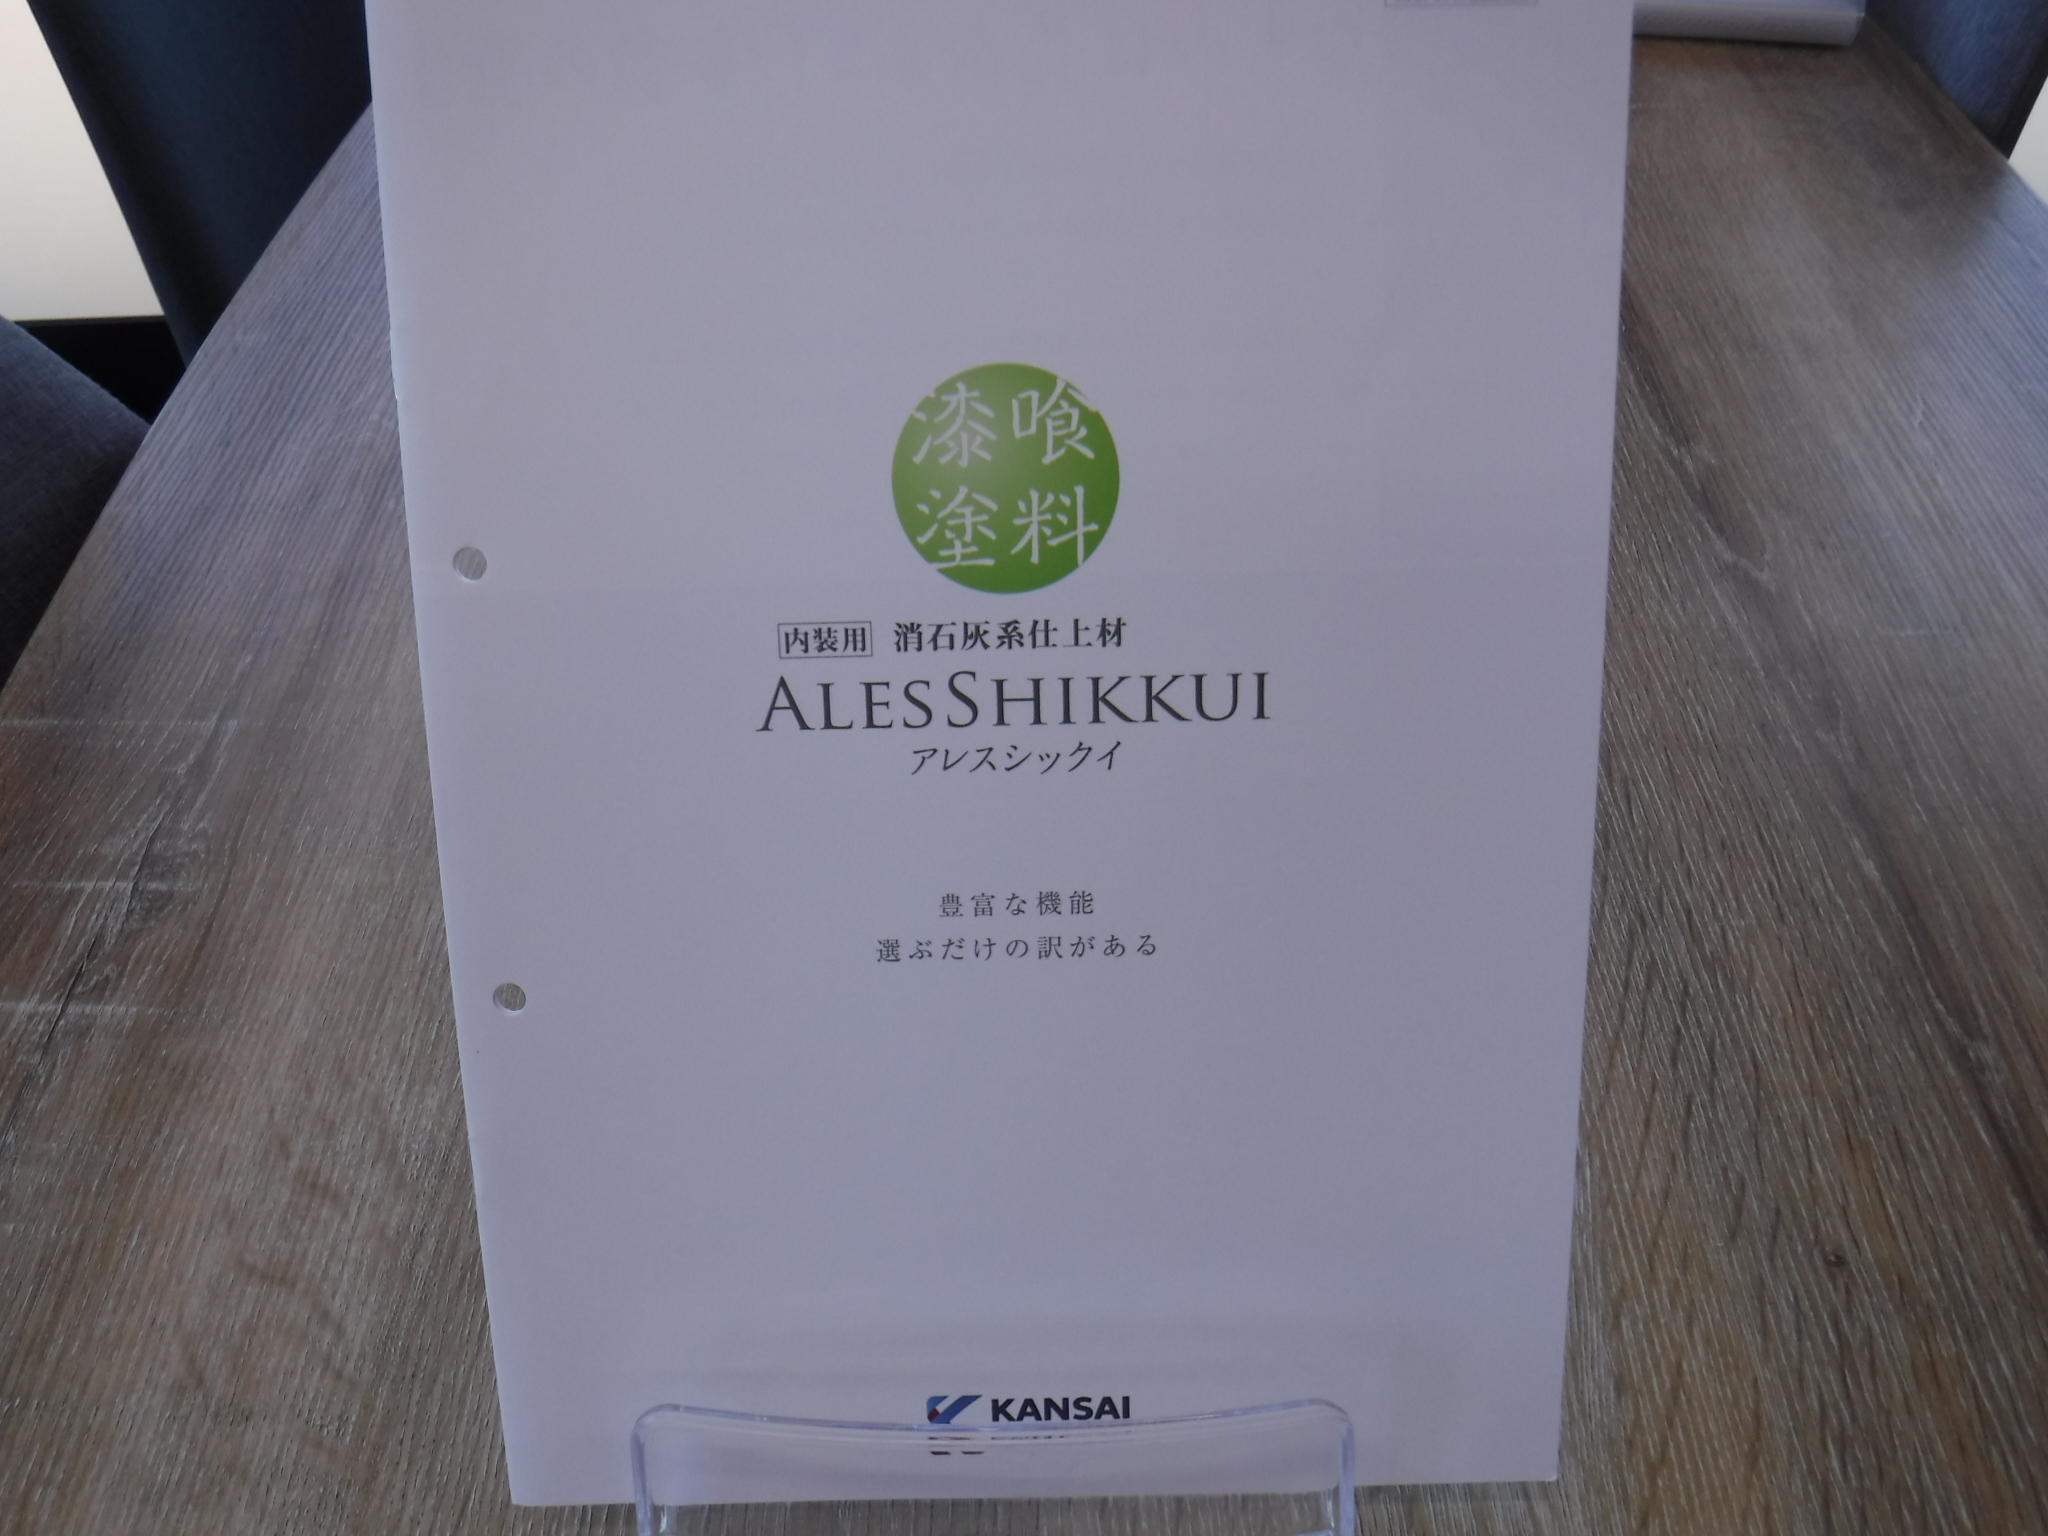 漆喰
塗料
内装用 消石灰系仕上材
ALESSHIKKUI
アレスシックイ
豊富な機能
選ぶだけの訳がある
KANSAI